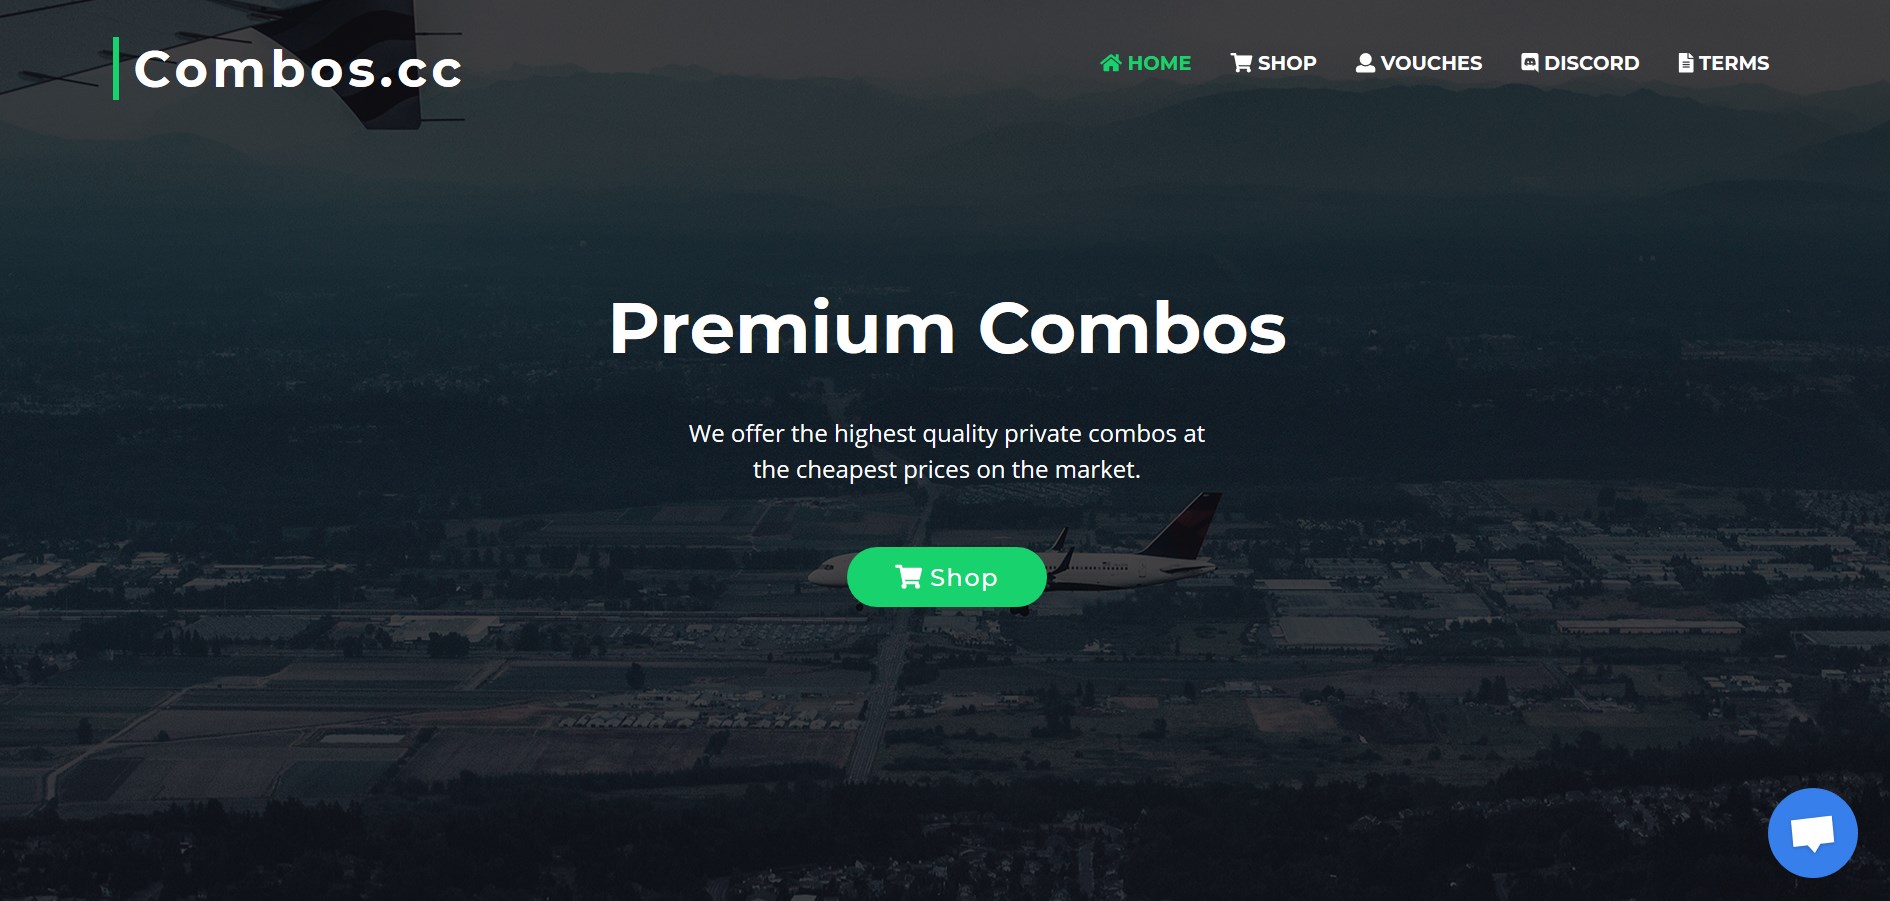 Combos.cc
HOME
SHOP
VOUCHES
DISCORD
TERMS
Premium Combos
We offer the highest quality private combos at
the cheapest prices on the market.
Shop